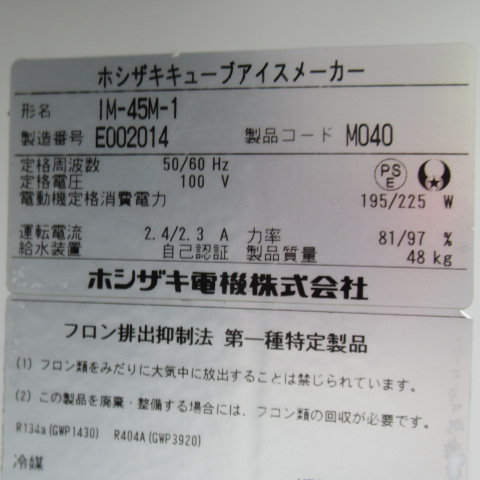 ホシザキキューブアイスメーカー
形名 IM-45M-1
製造番号 E002014 製品コード M040
定格周波数 50/60 Hz
定格電圧 100 V
PS E
電動機定格消費電力 195/225 W
運転電流 2.4/2.3 A 力率 81/97 %
給水装置 自己認証 製品質量 48 kg
ホシザキ電機株式会社
フロン排出抑制法 第一種特定製品
(1) フロン類をみだりに大気中に放出することは禁じられています。
(2) この製品を廃棄・整備する場合には、フロン類の回収が必要です。
R134a(GWP1430) R404A(GWP3920)
冷媒